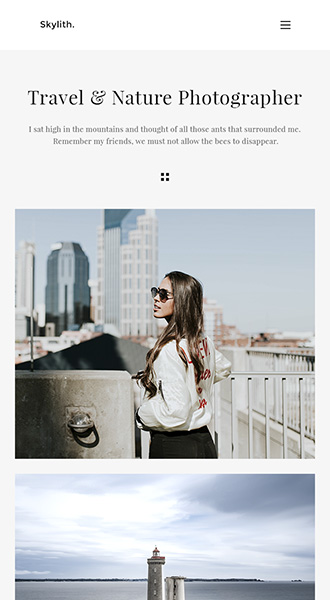 Skylith.
Travel & Nature Photographer
I sat high in the mountains and thought of all those ants that surrounded me.
Remember my friends, we must not allow the bees to disappear.